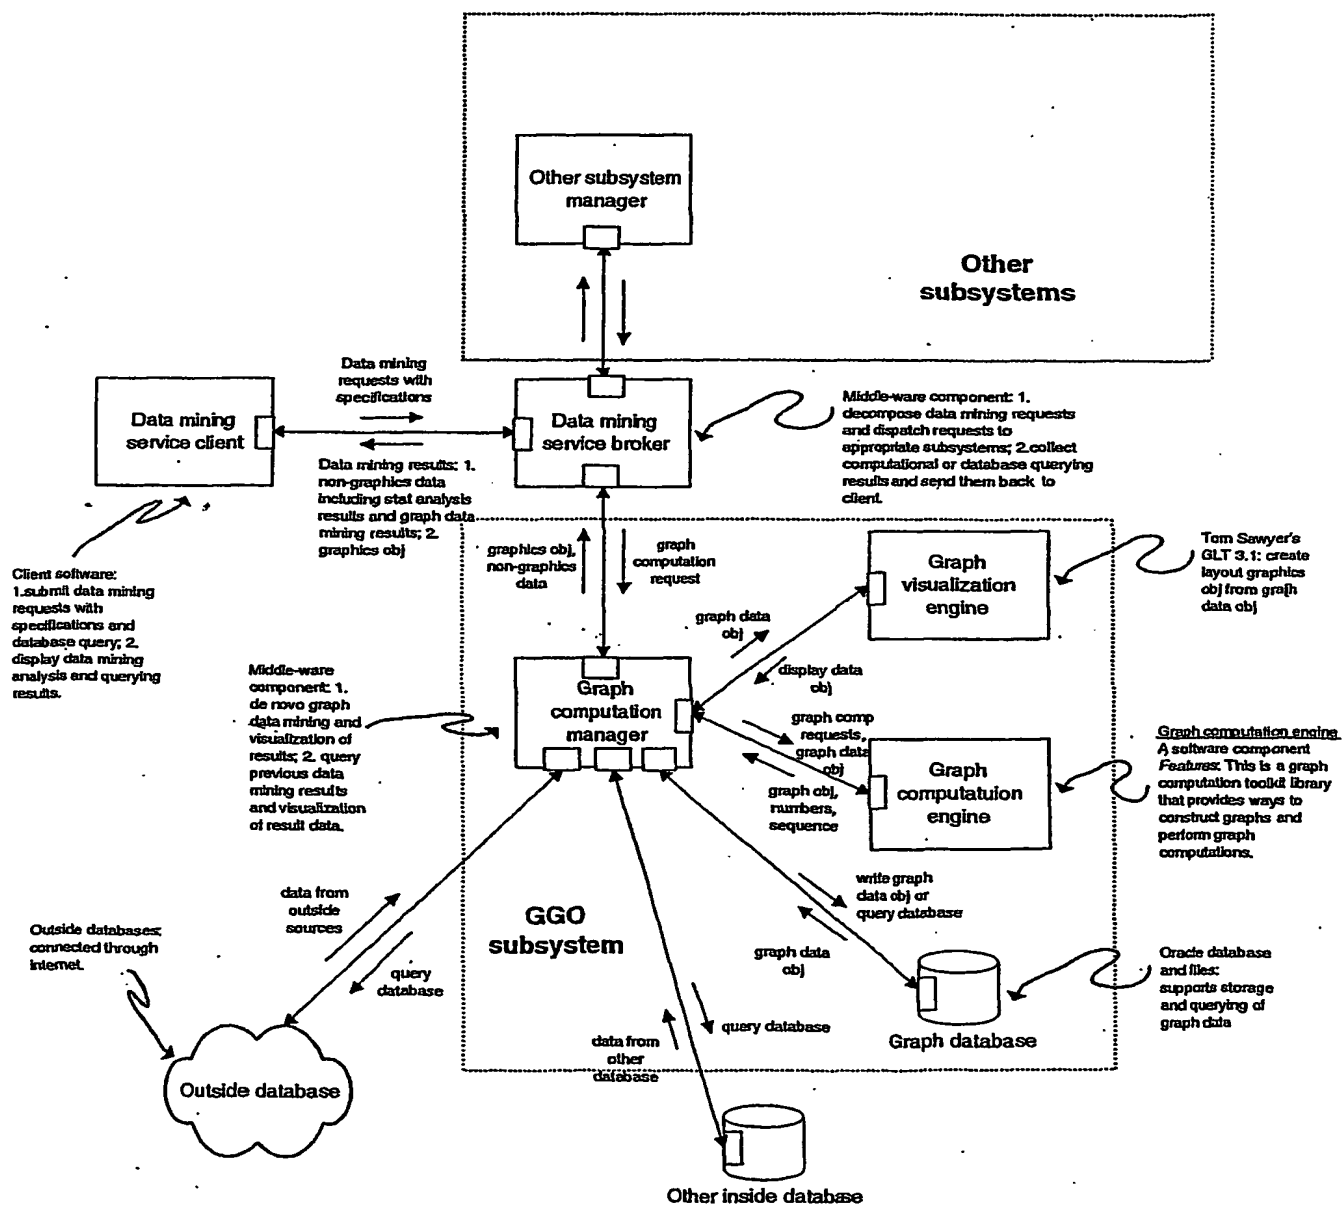 Other subsystem
manager
Other
subsystems
Data mining
requests with
specifications
Data mining
service client
Data mining
service broker
Middle-ware component: 1.
decompose data mining requests
and dispatch requests to
appropriate subsystems; 2.collect
computational or database querying
results and send them back to
client.
Data mining results: 1.
non-graphics data
including stat analysis
results and graph data
mining results; 2.
graphics obj
graphics obj,
non-graphics
data
graph
computation
request
Client software:
1.submit data mining
requests with
specifications and
database query; 2.
display data mining
analysis and querying
results.
Graph
visualization
engine
Tom Sawyer's
GLT 3.1: create
layout graphics
obj from graph
data obj
graph data
obj
display data
obj
Middle-ware
component: 1.
de novo graph
data mining and
visualization of
results; 2. query
previous data
mining results
and visualization
of result data.
Graph
computation
manager
graph comp
requests,
graph data
obj
graph obj,
numbers,
sequence
Graph
computatuion
engine
Graph computation engine
A software component
Features: This is a graph
computation toolkit library
that provides ways to
construct graphs and
perform graph
computations.
data from
outside
sources
query
database
GGO
subsystem
write graph
data obj or
query database
graph data
obj
Outside databases;
connected through
internet.
Oracle database
and files:
supports storage
and querying of
graph data
Graph database
query database
data from
other
database
Outside database
Other inside database